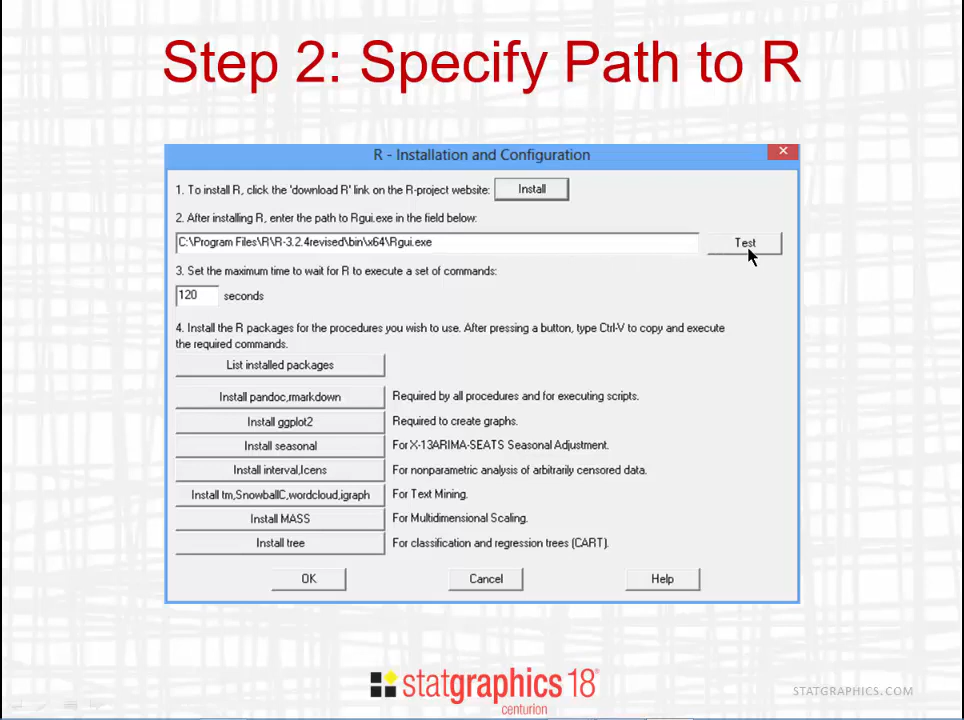 Step 2: Specify Path to R
R - Installation and Configuration
1. To install R, click the 'download R' link on the R-project website:
Install
2. After installing R, enter the path to Rgui.exe in the field below:
C:\Program Files\R\R-3.2.4revised\bin\x64\Rgui.exe
Test
3. Set the maximum time to wait for R to execute a set of commands:
120 seconds
4. Install the R packages for the procedures you wish to use. After pressing a button, type Ctrl-V to copy and execute
the required commands.
List installed packages
Install pandoc,rmarkdown Required by all procedures and for executing scripts.
Install ggplot2 Required to create graphs.
Install seasonal For X-13ARIMA-SEATS Seasonal Adjustment.
Install interval,Icens For nonparametric analysis of arbitrarily censored data.
Install tm,SnowballC,wordcloud,igraph For Text Mining.
Install MASS For Multidimensional Scaling.
Install tree For classification and regression trees (CART).
OK Cancel Help
statgraphics 18®
centurion
STATGRAPHICS.COM